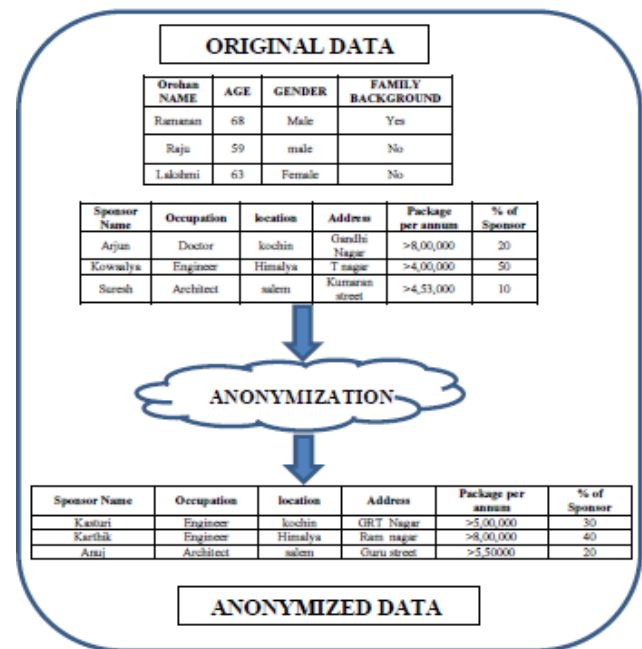 ORIGINAL DATA
Orohan NAME AGE GENDER FAMILY BACKGROUND
Ramanan 68 Male Yes
Raju 59 male No
Lakshmi 63 Female No
Sponsor Name Occupation location Address Package per annum % of Sponsor
Arjun Doctor kochin Gandhi Nagar >8,00,000 20
Kowsalya Engineer Himalya T nagar >4,00,000 50
Suresh Architect salem Kumaran street >4,53,000 10
ANONYMIZATION
Sponsor Name Occupation location Address Package per annum % of Sponsor
Kasturi Engineer kochin GRT Nagar >5,00,000 30
Karthik Engineer Himalya Ram nagar >8,00,000 40
Anuj Architect salem Guru street >5,50000 20
ANONYMIZED DATA